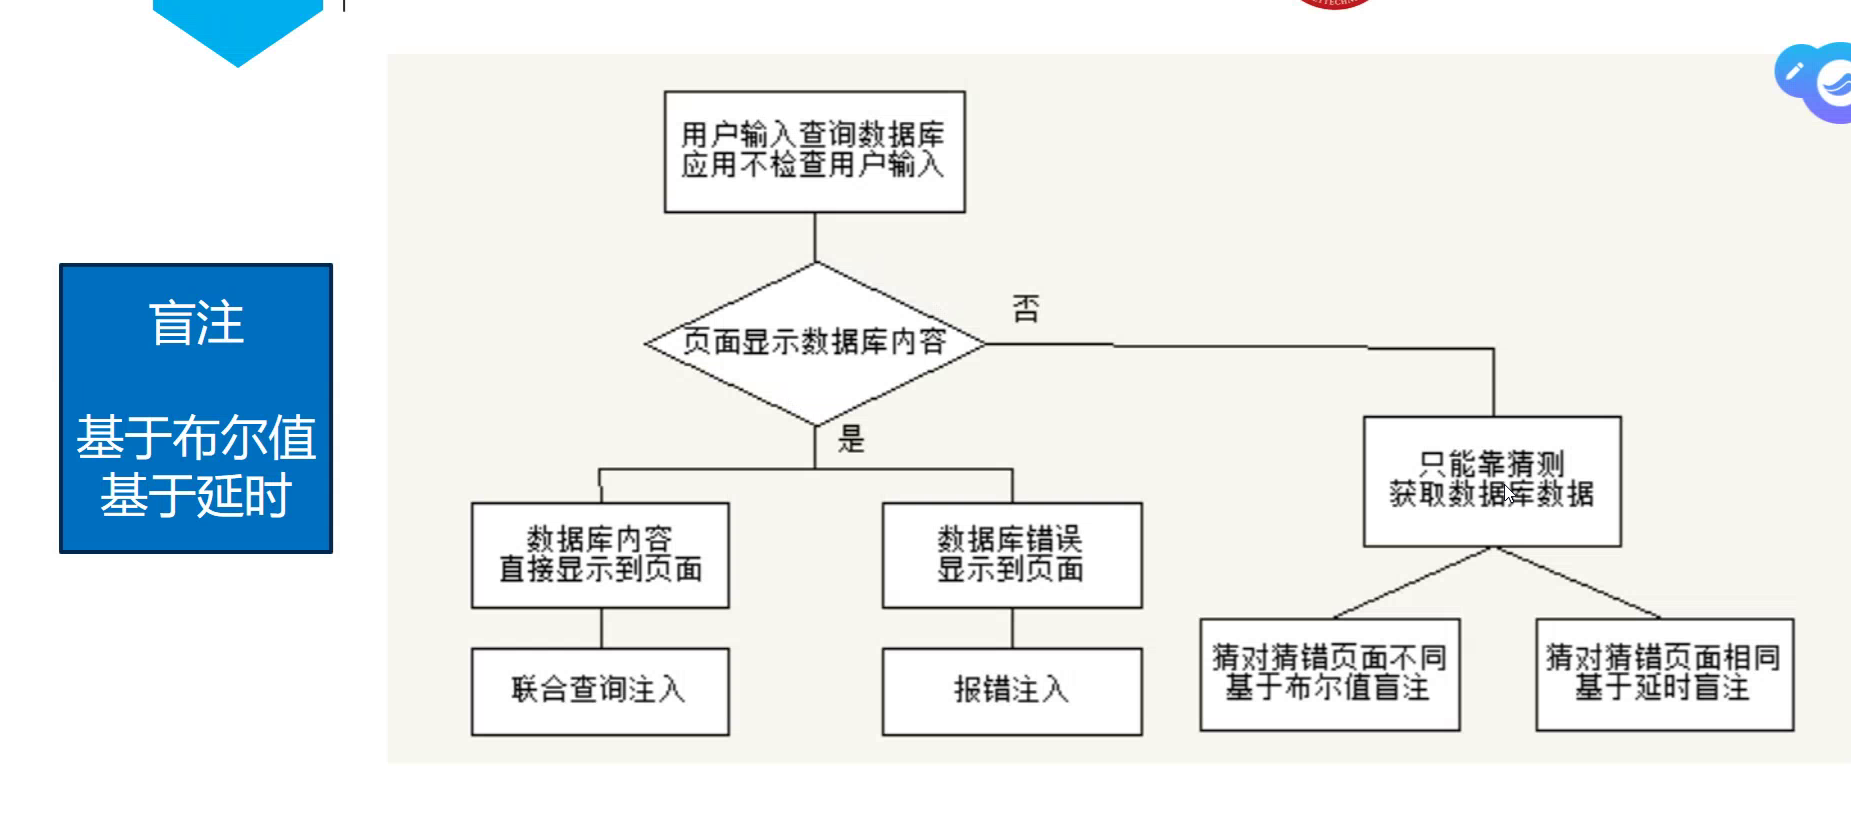 盲注
基于布尔值
基于延时
用户输入查询数据库
应用不检查用户输入
页面显示数据库内容
否
是
只能靠猜测
获取数据库数据
数据库内容
直接显示到页面
数据库错误
显示到页面
联合查询注入
报错注入
猜对猜错页面不同
基于布尔值盲注
猜对猜错页面相同
基于延时盲注